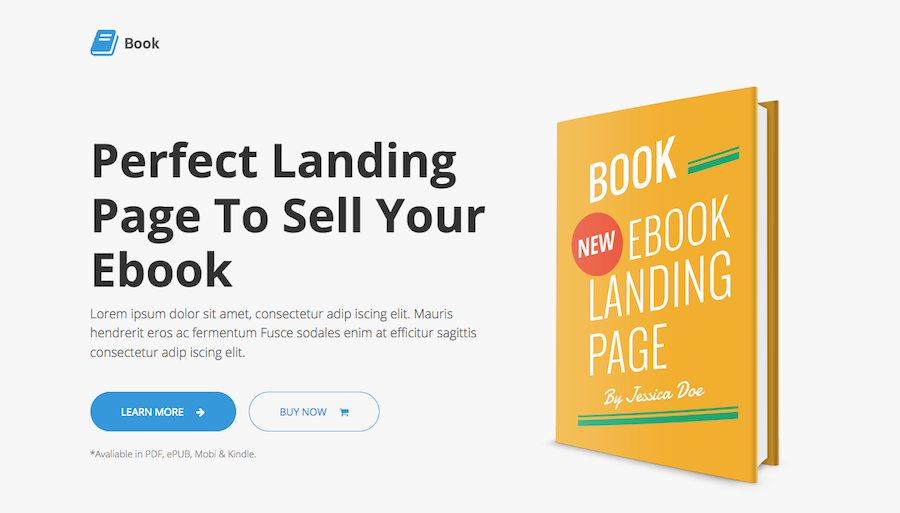 Book
Perfect Landing
Page To Sell Your
Ebook
Lorem ipsum dolor sit amet, consectetur adip iscing elit. Mauris
hendrerit eros ac fermentum Fusce sodales enim at efficitur sagittis
consectetur adip iscing elit.
LEARN MORE
BUY NOW
*Avaliable in PDF, ePUB, Mobi & Kindle.
BOOK
NEW
EBOOK
LANDING
PAGE
By Jessica Doe